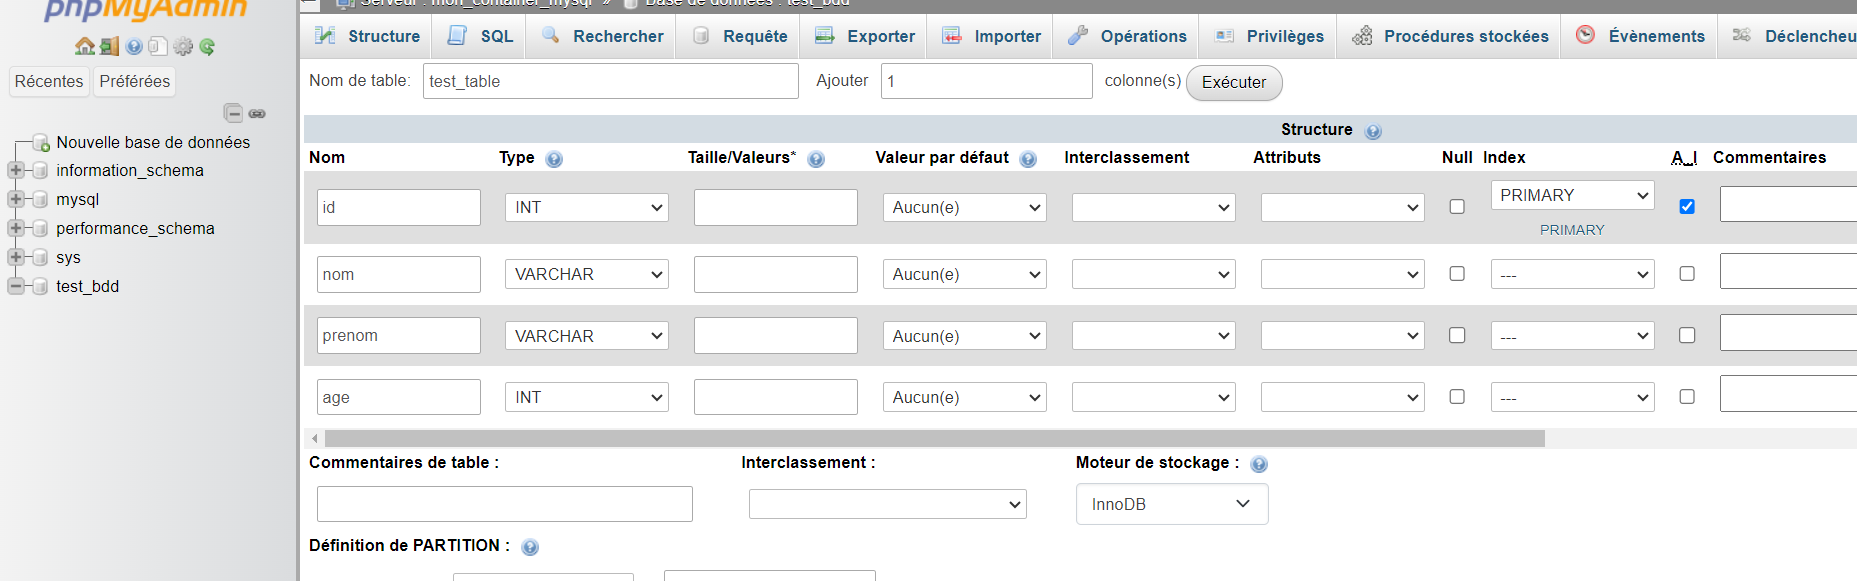 phpMyAdmin
Serveur : mon_container_mysql » Base de données : test_bdd
Structure SQL Rechercher Requête Exporter Importer Opérations Privilèges Procédures stockées Évènements Déclencheu
Récentes Préférées
Nouvelle base de données
information_schema
mysql
performance_schema
sys
test_bdd
Nom de table: test_table Ajouter 1 colonne(s) Exécuter
Structure
Nom Type Taille/Valeurs* Valeur par défaut Interclassement Attributs Null Index A_I Commentaires
id INT Aucun(e) PRIMARY
PRIMARY
nom VARCHAR Aucun(e) ---
prenom VARCHAR Aucun(e) ---
age INT Aucun(e) ---
Commentaires de table : Interclassement : Moteur de stockage :
InnoDB
Définition de PARTITION :